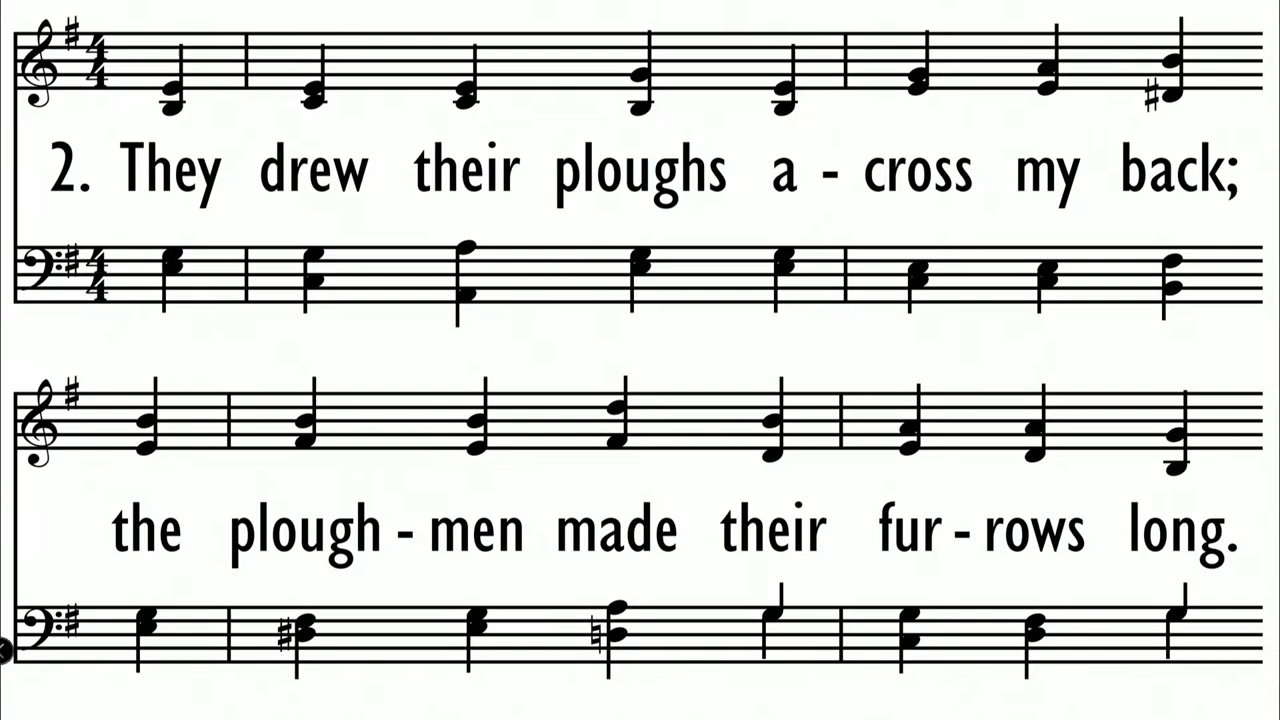 2. They drew their ploughs a - cross my back;
the plough - men made their fur - rows long.